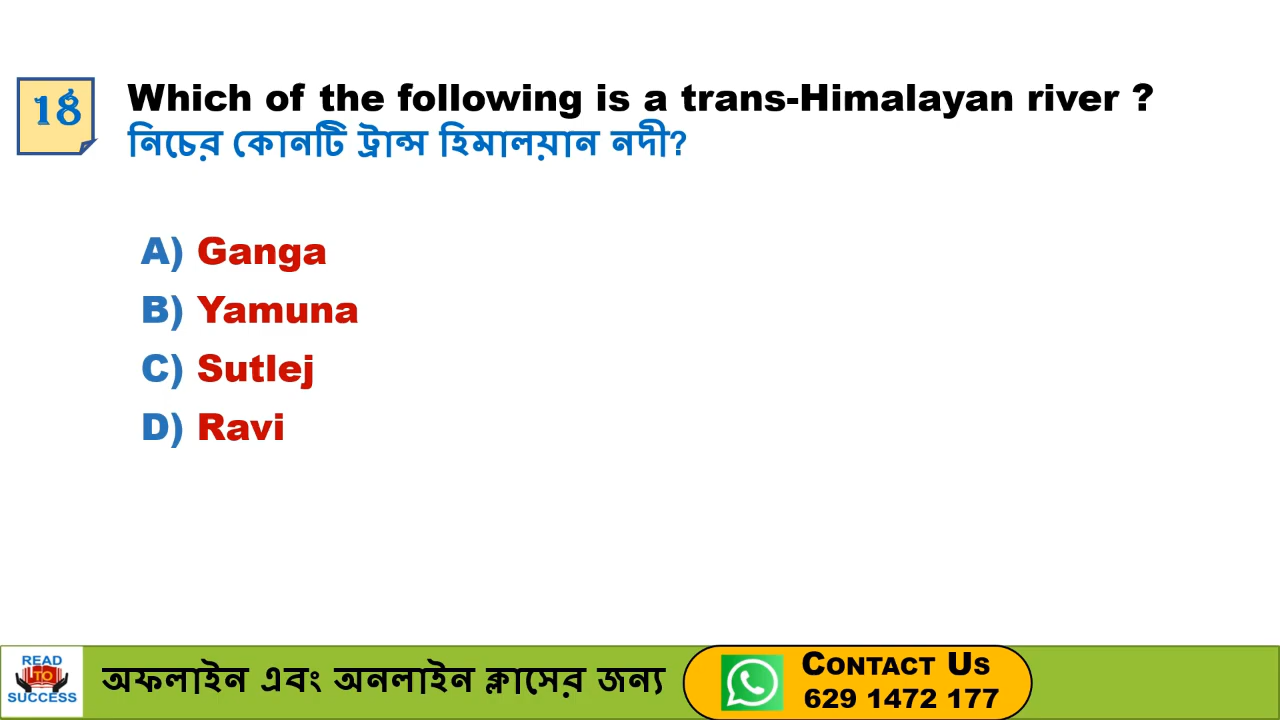 18
Which of the following is a trans-Himalayan river ?
নিচের কোনটি ট্রান্স হিমালয়ান নদী?
A) Ganga
B) Yamuna
C) Sutlej
D) Ravi
READ
TO
SUCCESS
অফলাইন এবং অনলাইন ক্লাসের জন্য
CONTACT US
629 1472 177